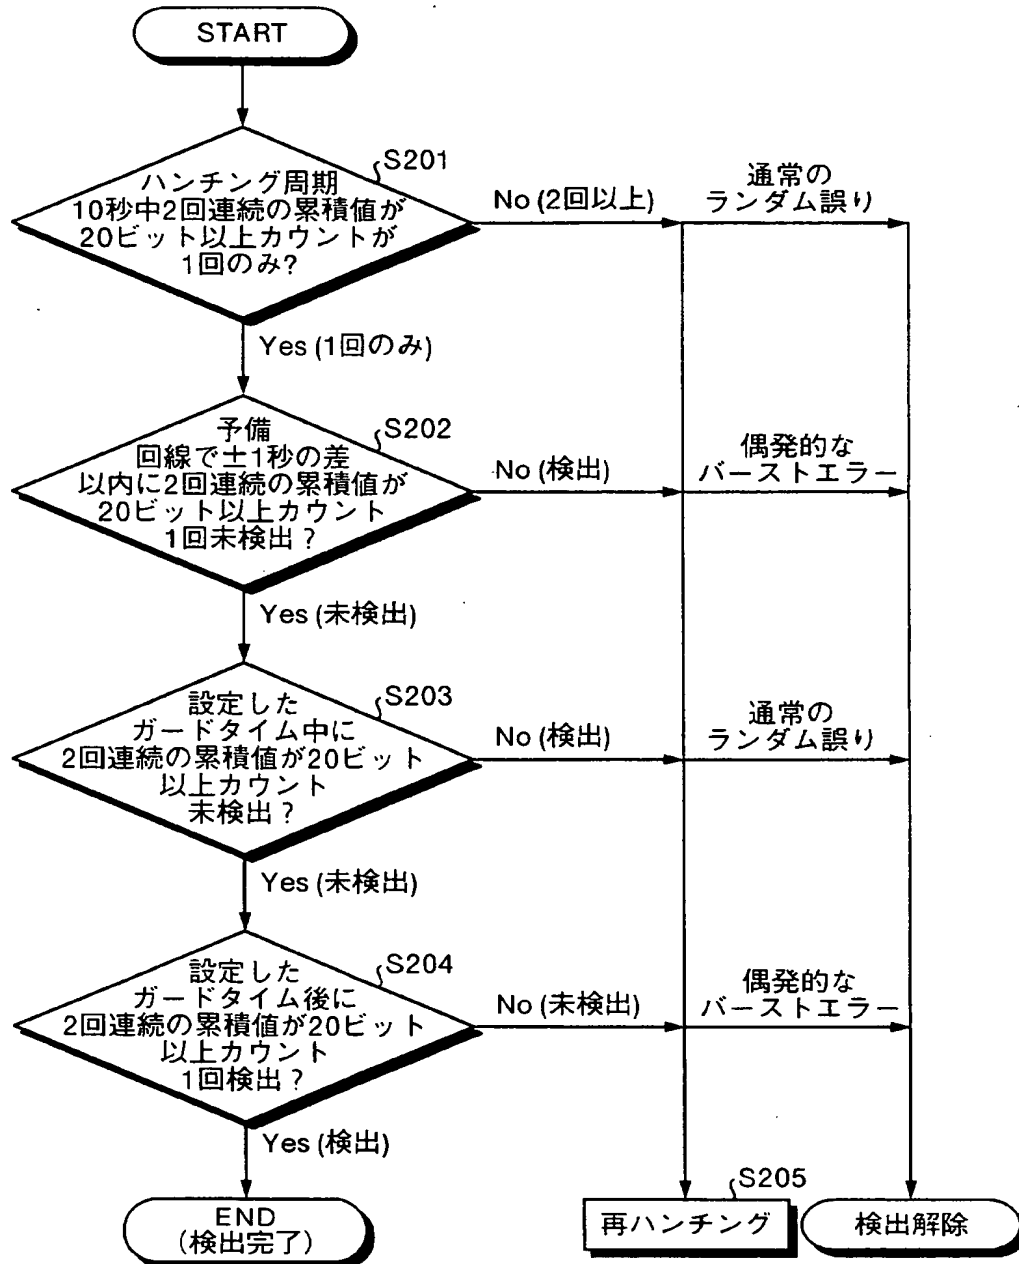 START
S201
ハンチング周期
10秒中2回連続の累積値が
20ビット以上カウントが
1回のみ?
No (2回以上)
通常の
ランダム誤り
Yes (1回のみ)
S202
予備
回線で±1秒の差
以内に2回連続の累積値が
20ビット以上カウント
1回未検出?
No (検出)
偶発的な
バーストエラー
Yes (未検出)
S203
設定した
ガードタイム中に
2回連続の累積値が20ビット
以上カウント
未検出?
No (検出)
通常の
ランダム誤り
Yes (未検出)
S204
設定した
ガードタイム後に
2回連続の累積値が20ビット
以上カウント
1回検出?
No (未検出)
偶発的な
バーストエラー
Yes (検出)
END
(検出完了)
S205
再ハンチング
検出解除